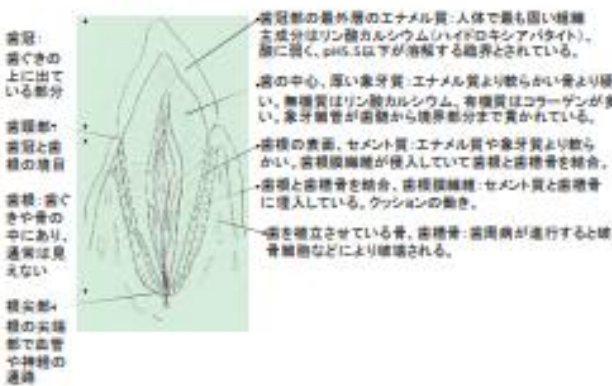 歯冠:
歯ぐきの
上に出て
いる部分
歯頸部
歯冠と歯
根の境目
歯根:歯ぐ
きや骨の
中にあり、
通常は見
えない
根尖部
根の尖端
部で血管
や神経の
通路
歯冠部の最外層のエナメル質:人体で最も固い組織
主成分はリン酸カルシウム(ハイドロキシアパタイト)、
酸に弱く、pH5.5以下が溶解する臨界とされている。
歯の中心、厚い象牙質:エナメル質より軟らかい骨より硬
い。無機質はリン酸カルシウム、有機質はコラーゲンが多
い。象牙細管が歯髄から境界部分まで貫かれている。
歯根の表面、セメント質:エナメル質や象牙質より軟ら
かい。歯根膜繊維が侵入していて歯根と歯槽骨を結合。
歯根と歯槽骨を結合、歯根膜繊維:セメント質と歯槽骨
に埋入している。クッションの働き。
歯を植立させている骨、歯槽骨:歯周病が進行すると破
骨細胞などにより破壊される。